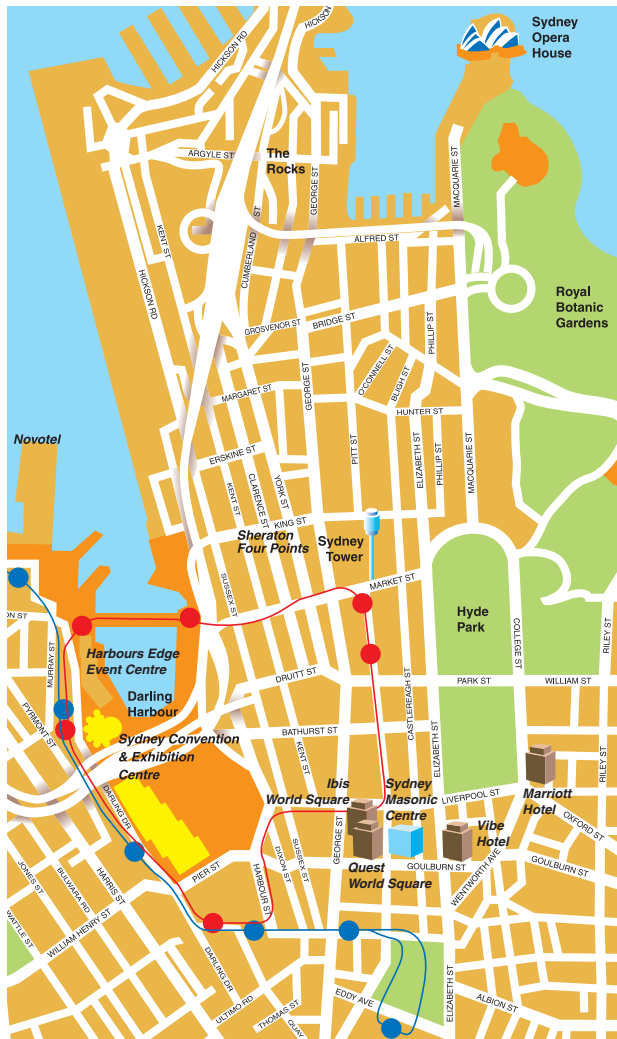 HICKSON RD
HICKSON
Sydney
Opera
House
ARGYLE ST
The
Rocks
GEORGE ST
MACQUARIE ST
KENT ST
CUMBERLAND ST
ALFRED ST
HICKSON RD
Royal
Botanic
Gardens
GROSVENOR ST
BRIDGE ST
PHILLIP ST
O'CONNELL ST
BLIGH ST
GEORGE ST
MARGARET ST
HUNTER ST
Novotel
ERSKINE ST
PITT ST
ELIZABETH ST
PHILLIP ST
MACQUARIE ST
KENT ST
CLARENCE ST
YORK ST
KING ST
Sheraton
Four Points
Sydney
Tower
SUSSEX ST
MARKET ST
ON ST
Hyde
Park
COLLEGE ST
RILEY ST
MURRAY ST
Harbours Edge
Event Centre
DRUITT ST
CASTLEREAGH ST
PARK ST
WILLIAM ST
Darling
Harbour
PYRMONT ST
Sydney Convention
& Exhibition
Centre
BATHURST ST
KENT ST
ELIZABETH ST
RILEY ST
DARLING DR
Ibis
World Square
Sydney
Masonic
Centre
LIVERPOOL ST
Marriott
Hotel
OXFORD ST
GEORGE ST
Vibe
Hotel
SUSSEX ST
DIXON ST
HARBOUR ST
PIER ST
Quest
World Square
GOULBURN ST
WENTWORTH AVE
GOULBURN ST
JONES ST
BULWARA RD
HARRIS ST
WATTLE ST
WILLIAM HENRY ST
DARLING DR
ULTIMO RD
THOMAS ST
QUAY
EDDY AVE
ELIZABETH ST
ALBION ST